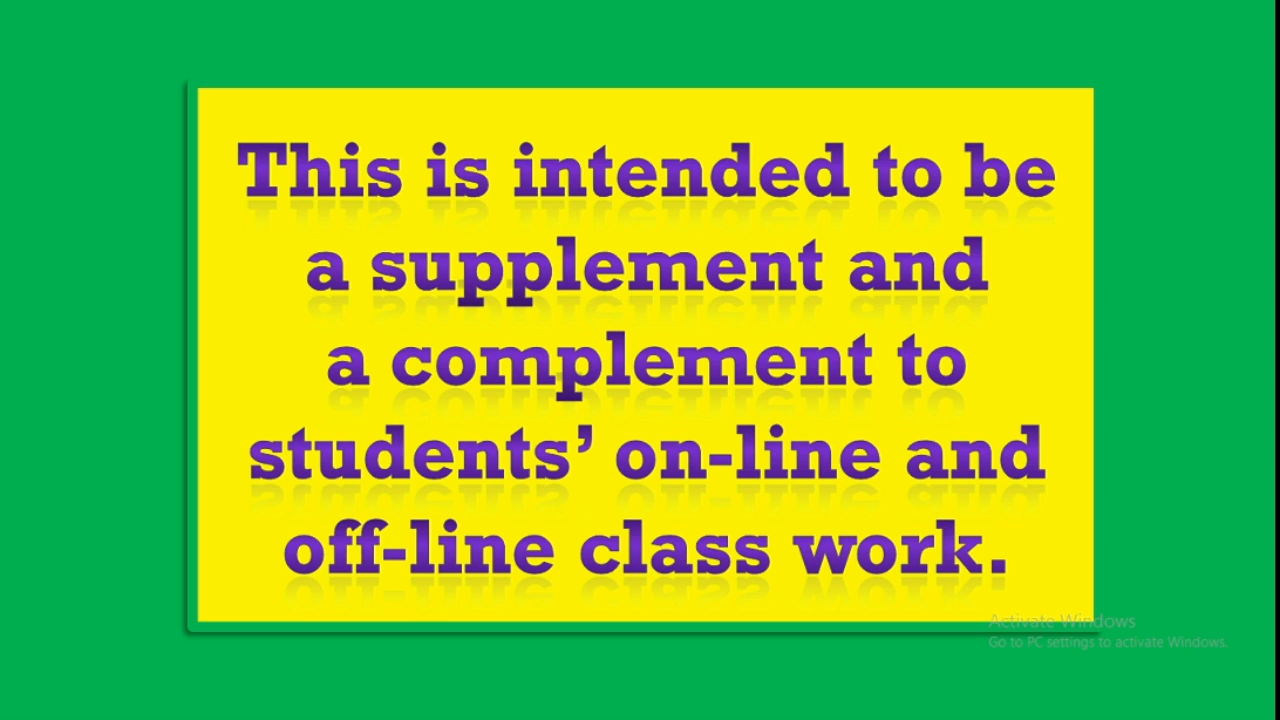 This is intended to be
a supplement and
a complement to
students’ on-line and
off-line class work.
Activate Windows
Go to PC settings to activate Windows.